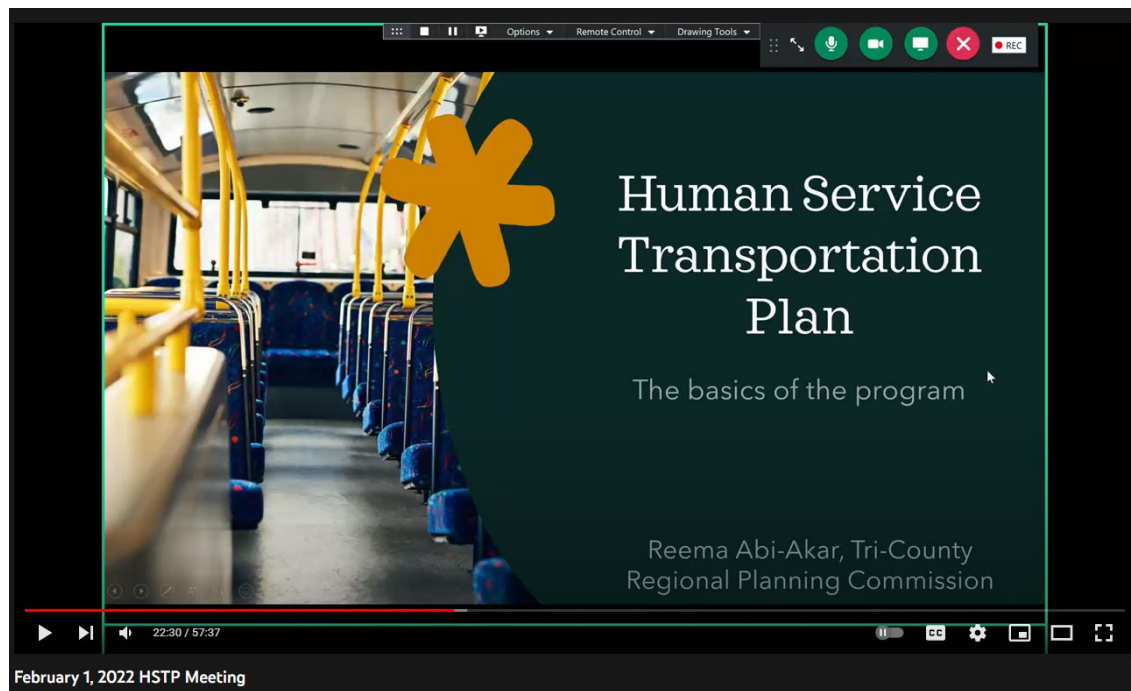 Options Remote Control Drawing Tools
REC
Human Service
Transportation
Plan
The basics of the program
Reema Abi-Akar, Tri-County
Regional Planning Commission
22:30 / 57:37
CC
February 1, 2022 HSTP Meeting